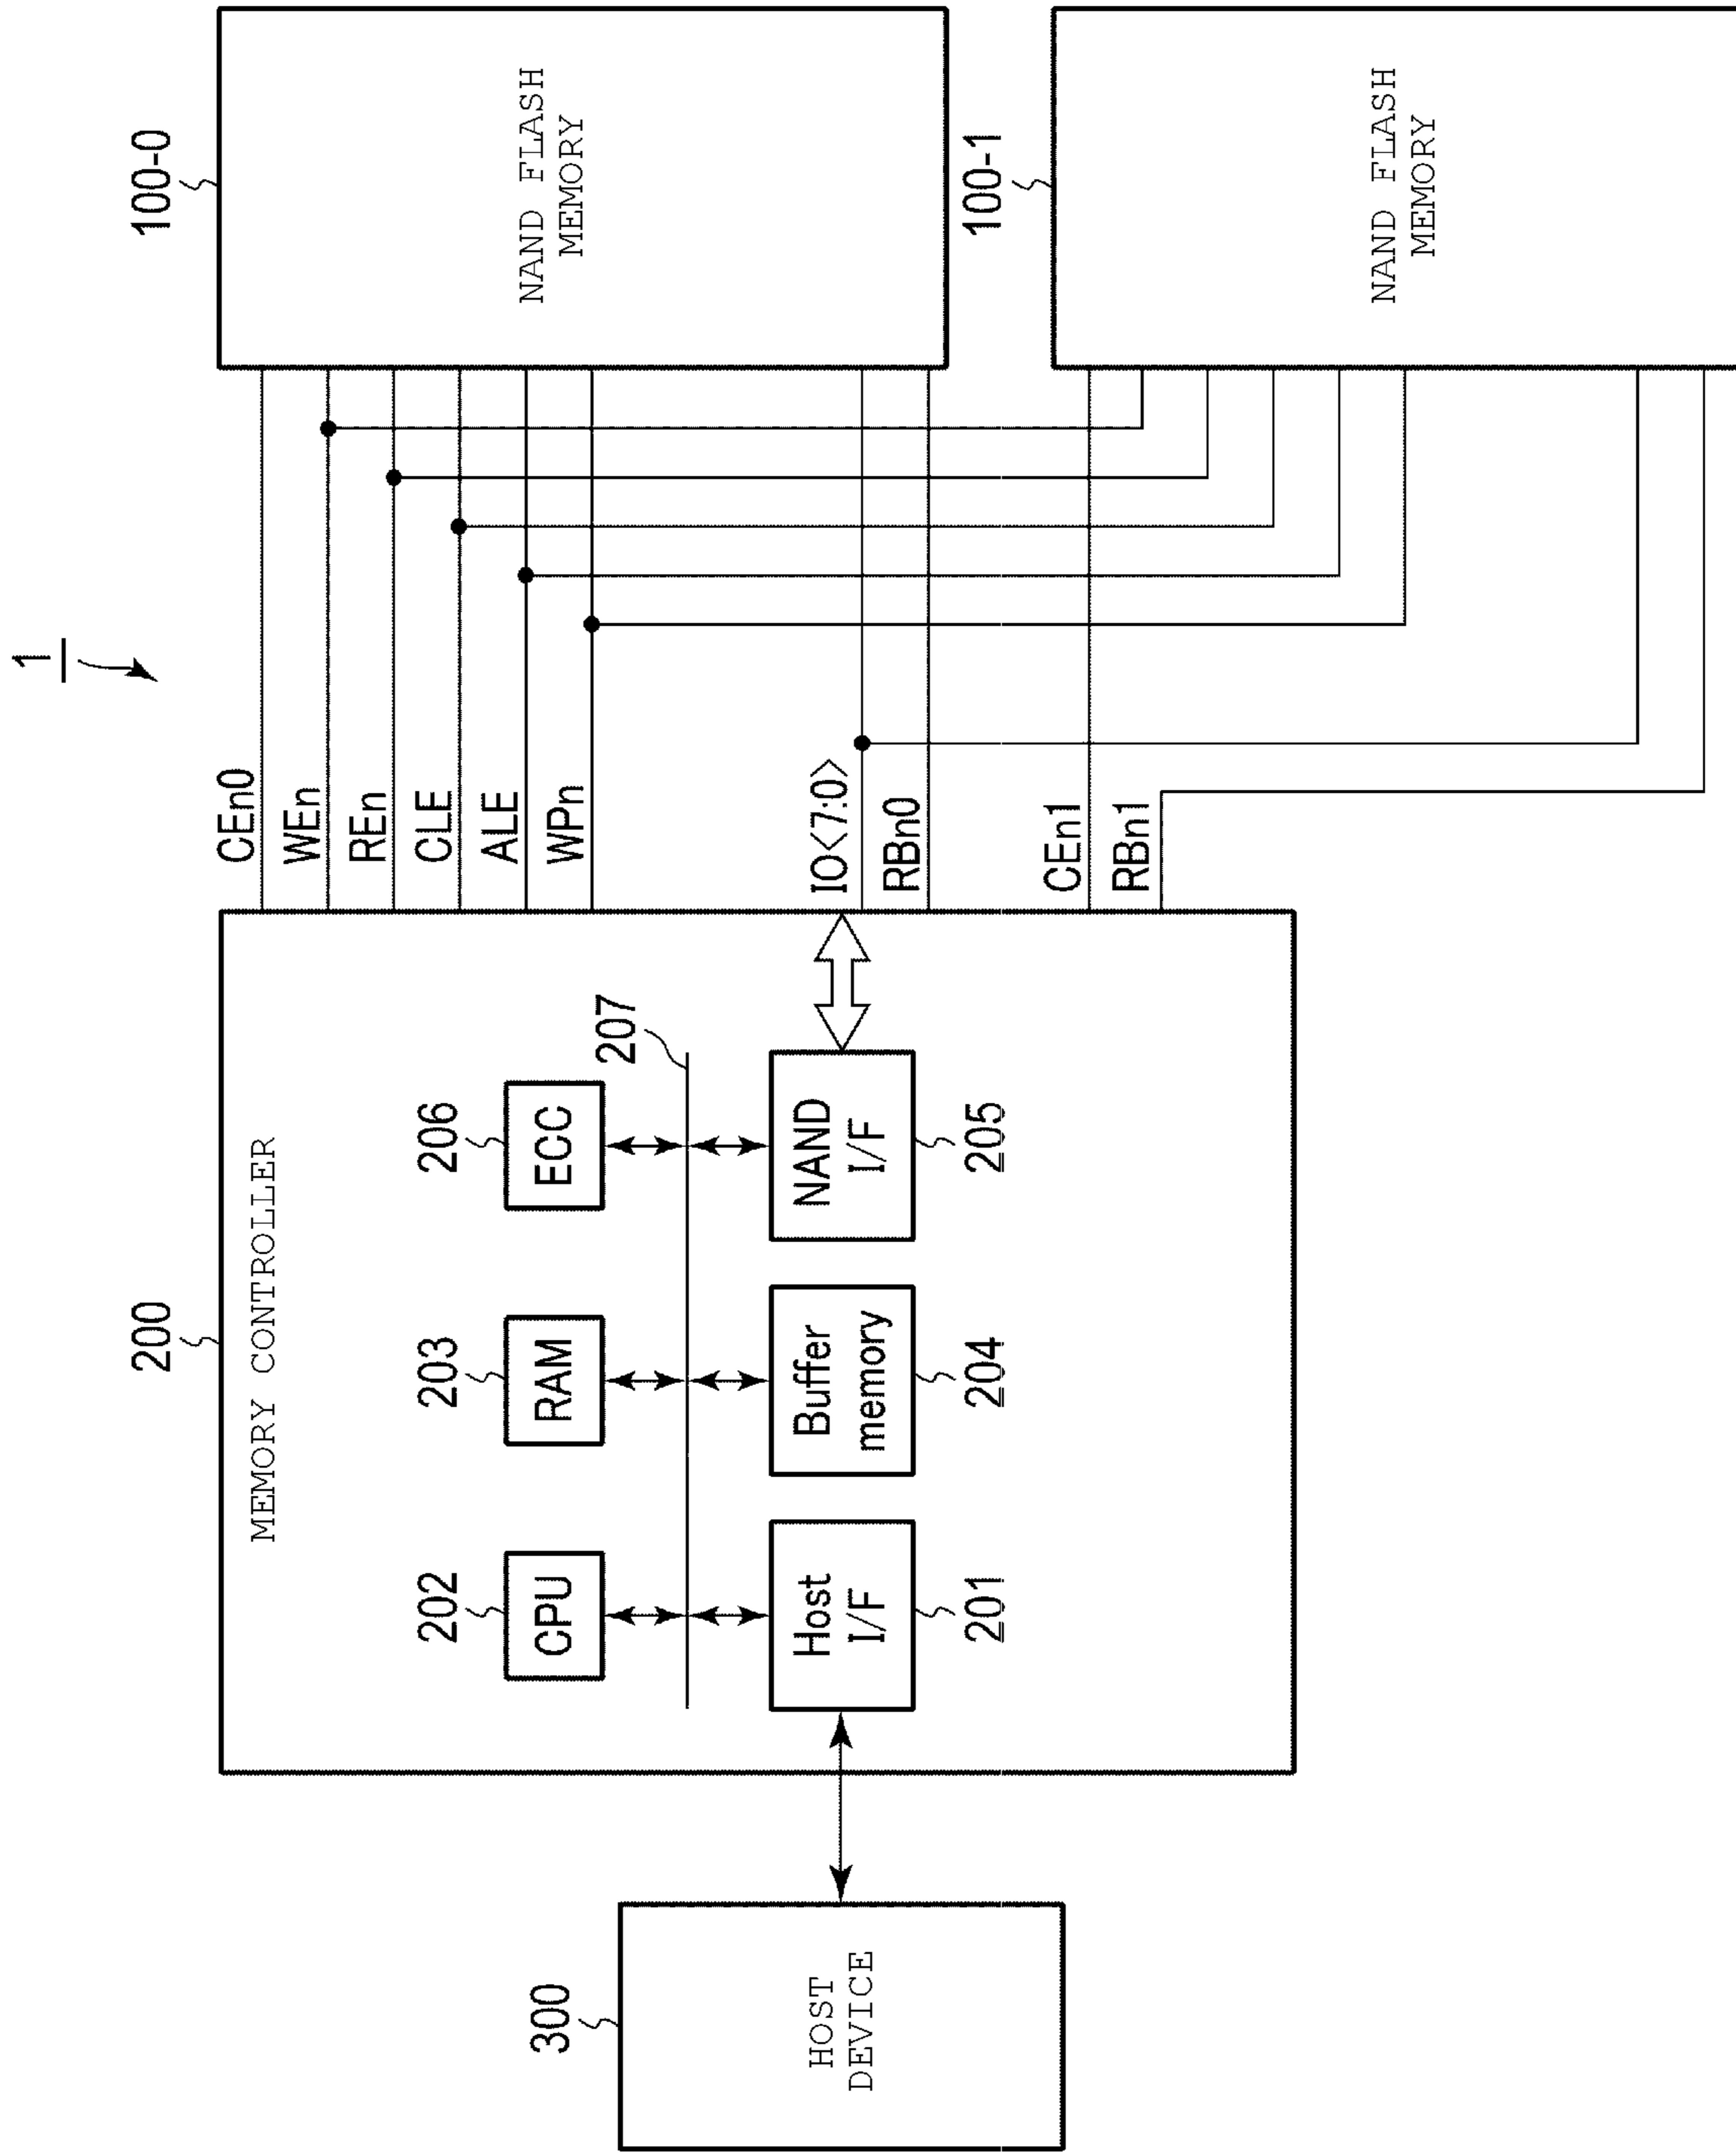 1
200
MEMORY CONTROLLER
202
CPU
203
RAM
206
ECC
207
Host
I/F
201
Buffer
memory
204
NAND
I/F
205
300
HOST
DEVICE
CEn0
WEn
REn
CLE
ALE
WPn
IO<7:0>
RBn0
CEn1
RBn1
100-0
NAND FLASH
MEMORY
100-1
NAND FLASH
MEMORY